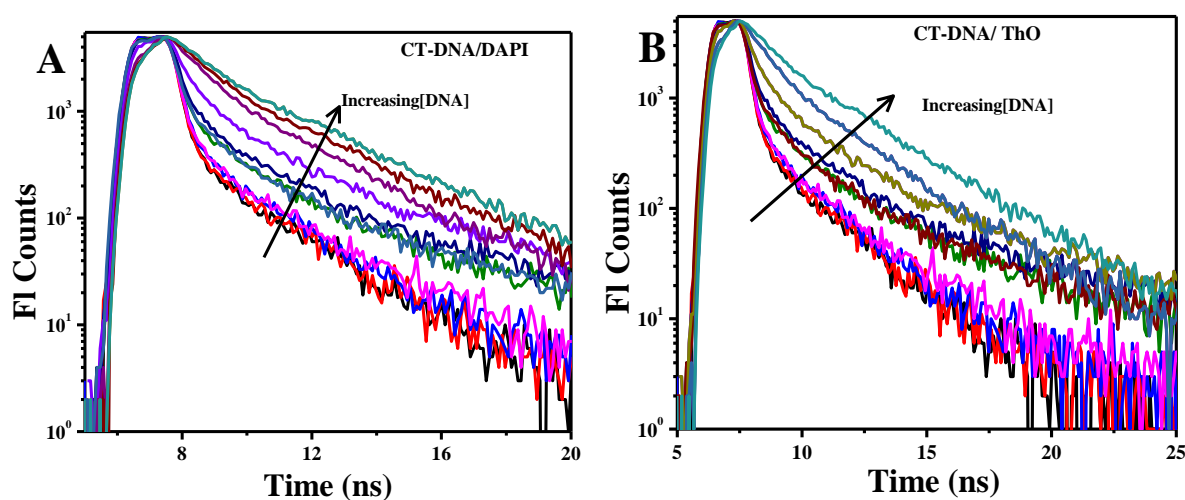 A
CT-DNA/DAPI
Increasing[DNA]
Fl Counts
10³
10²
10¹
10⁰
8
12
16
20
Time (ns)
B
CT-DNA/ ThO
Increasing[DNA]
Fl Counts
10³
10²
10¹
10⁰
5
10
15
20
25
Time (ns)